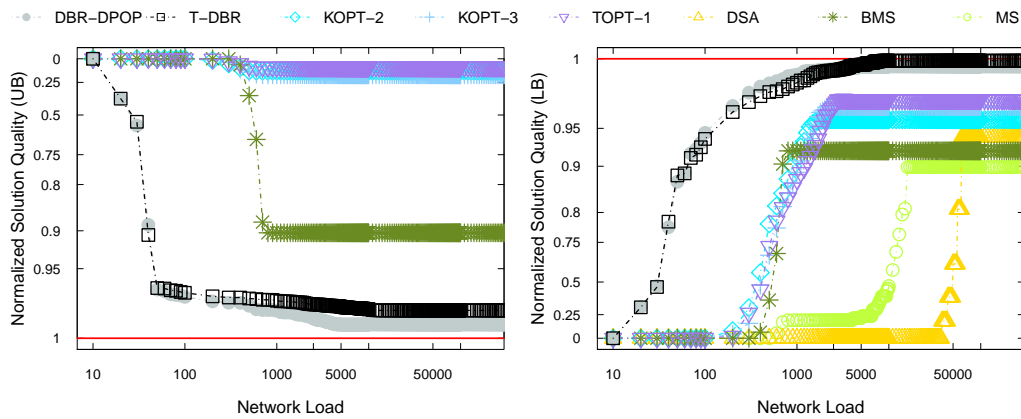 DBR-DPOP T-DBR KOPT-2 KOPT-3 TOPT-1 DSA BMS MS
Normalized Solution Quality (UB)
0
0.25
0.5
0.75
0.9
0.95
1
10 100 1000 5000 50000
Network Load
Normalized Solution Quality (LB)
1
0.95
0.9
0.8
0.75
0.5
0.25
0
10 100 1000 5000 50000
Network Load